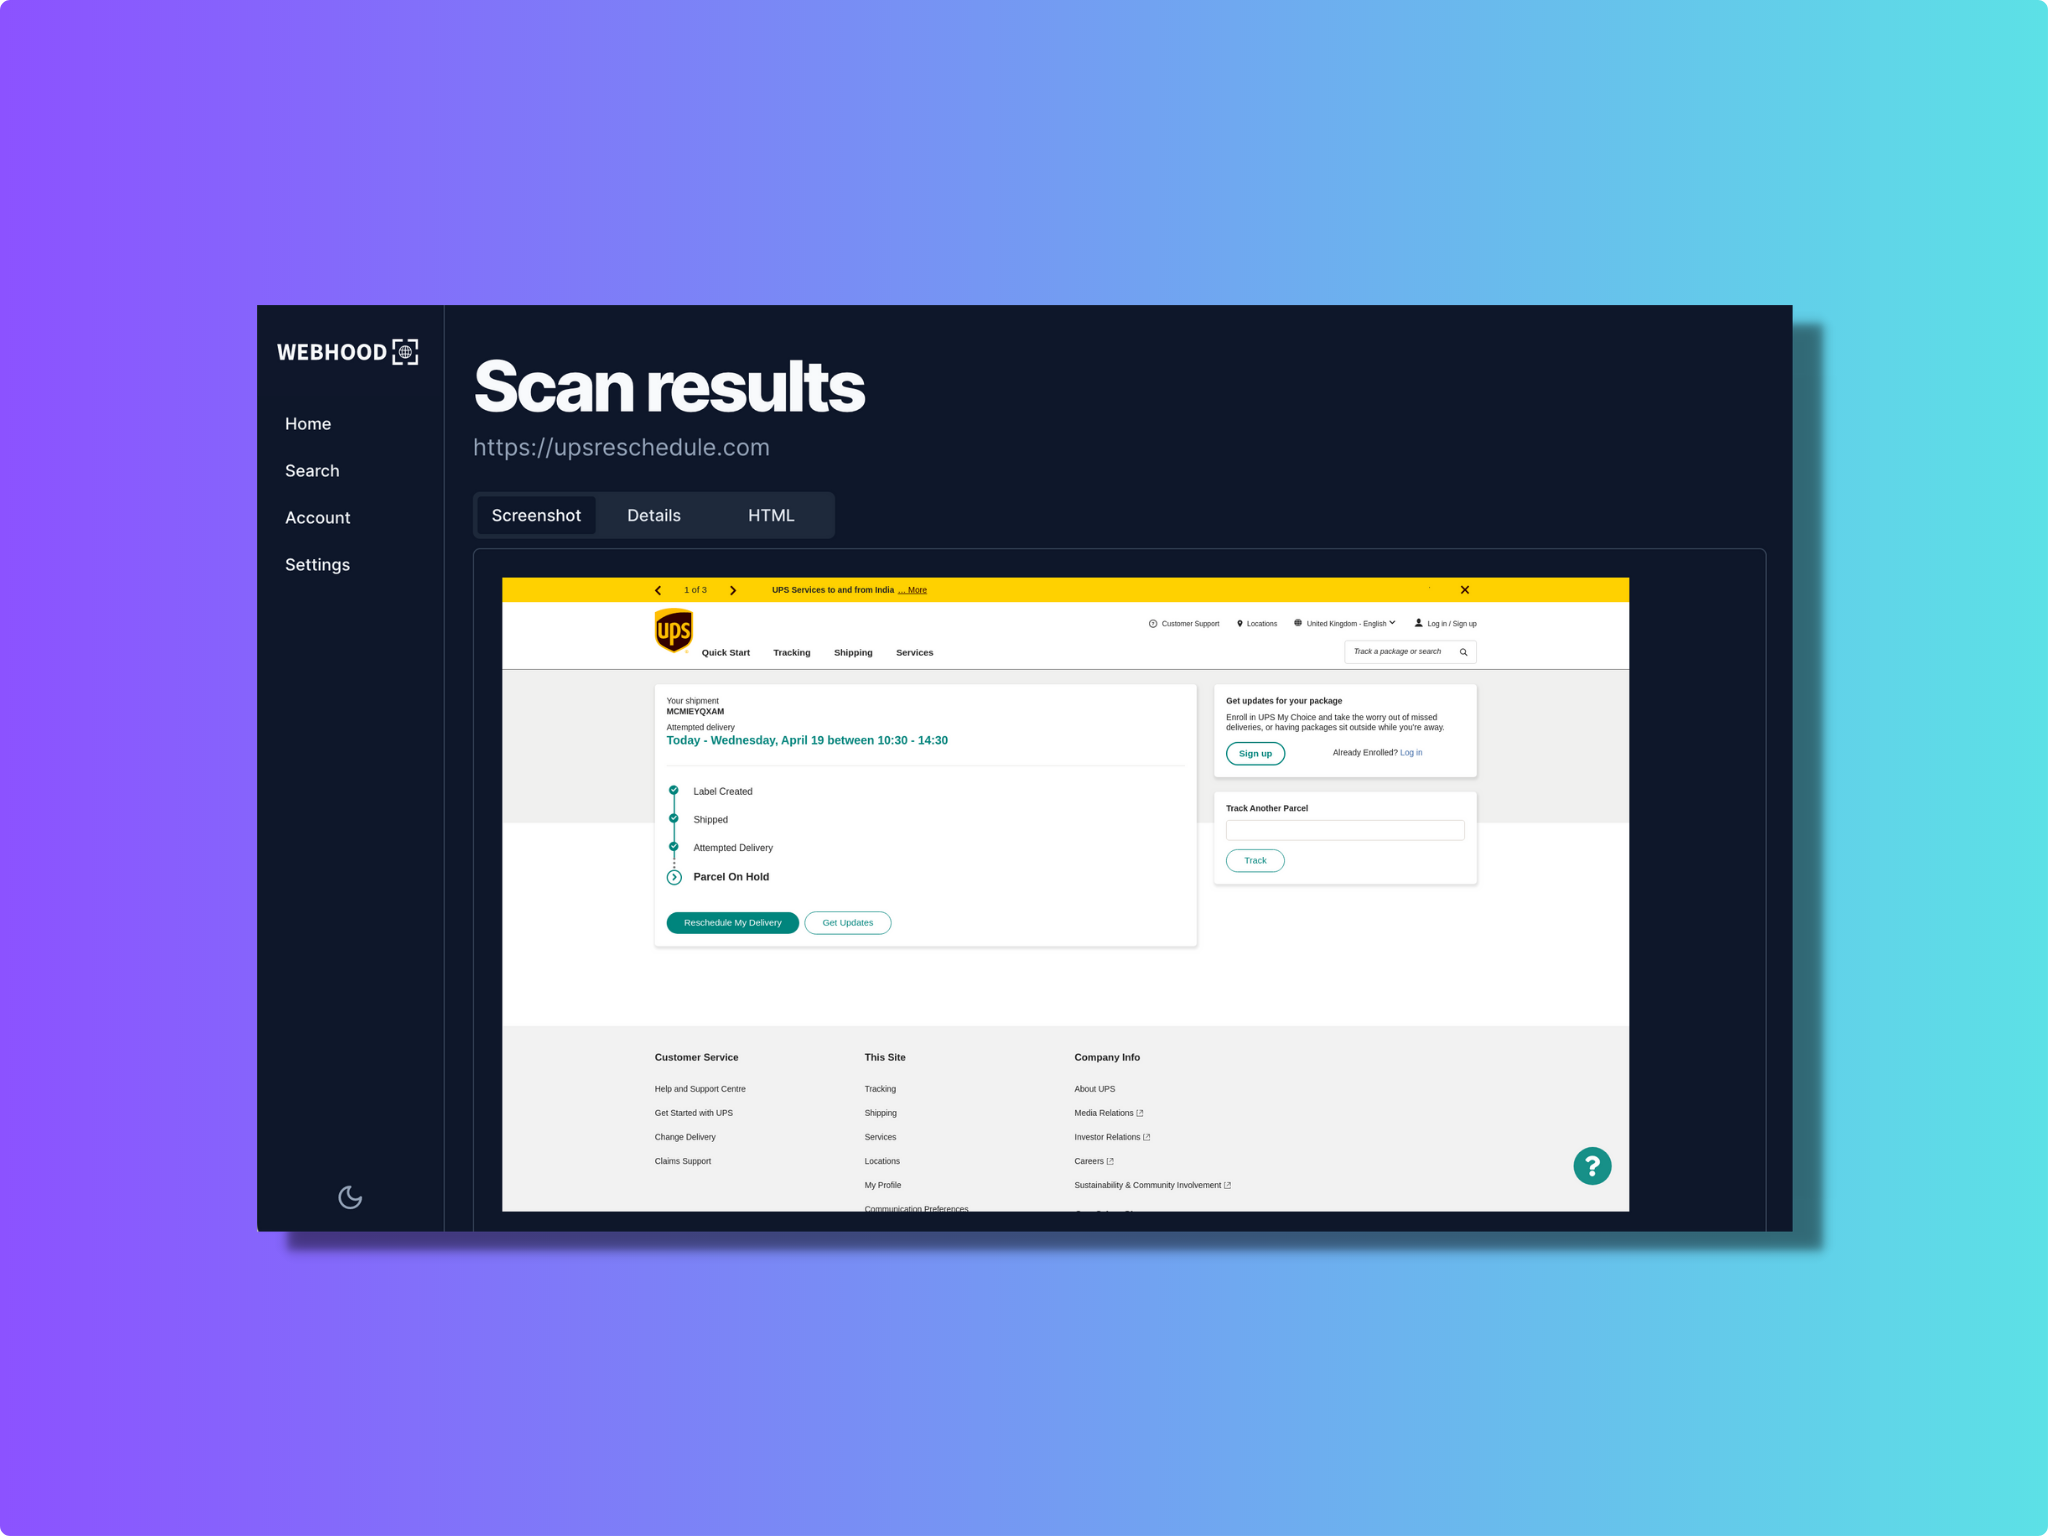 WEBHOOD
Home
Search
Account
Settings
Scan results
https://upsreschedule.com
Screenshot Details HTML
1 of 3 UPS Services to and from India ... More
ups
Customer Support Locations United Kingdom - English Log in / Sign up
Quick Start Tracking Shipping Services
Track a package or search
Your shipment
MCMIEYQXAM
Attempted delivery
Today - Wednesday, April 19 between 10:30 - 14:30
Label Created
Shipped
Attempted Delivery
Parcel On Hold
Reschedule My Delivery Get Updates
Get updates for your package
Enroll in UPS My Choice and take the worry out of missed
deliveries, or having packages sit outside while you're away.
Sign up Already Enrolled? Log in
Track Another Parcel
Track
Customer Service
Help and Support Centre
Get Started with UPS
Change Delivery
Claims Support
This Site
Tracking
Shipping
Services
Locations
My Profile
Communication Preferences
Company Info
About UPS
Media Relations
Investor Relations
Careers
Sustainability & Community Involvement
?